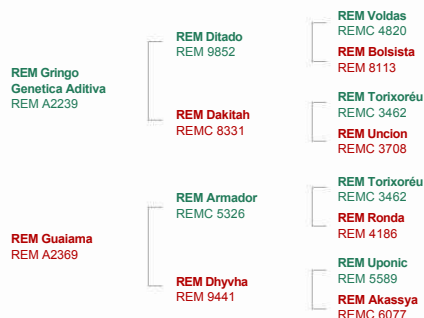 REM Voldas
REMC 4820
REM Ditado
REM 9852
REM Bolsista
REM 8113
REM Gringo
Genetica Aditiva
REM A2239
REM Torixoréu
REMC 3462
REM Dakitah
REMC 8331
REM Uncion
REMC 3708
REM Torixoréu
REMC 3462
REM Armador
REMC 5326
REM Ronda
REM 4186
REM Guaiama
REM A2369
REM Uponic
REM 5589
REM Dhyvha
REM 9441
REM Akassya
REMC 6077